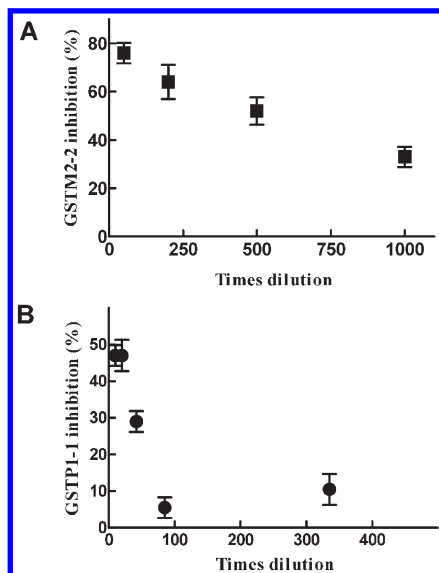 A
GSTM2-2 inhibition (%)
80
60
40
20
0
0 250 500 750 1000
Times dilution
B
GSTP1-1 inhibition (%)
50
40
30
20
10
0
0 100 200 300 400
Times dilution